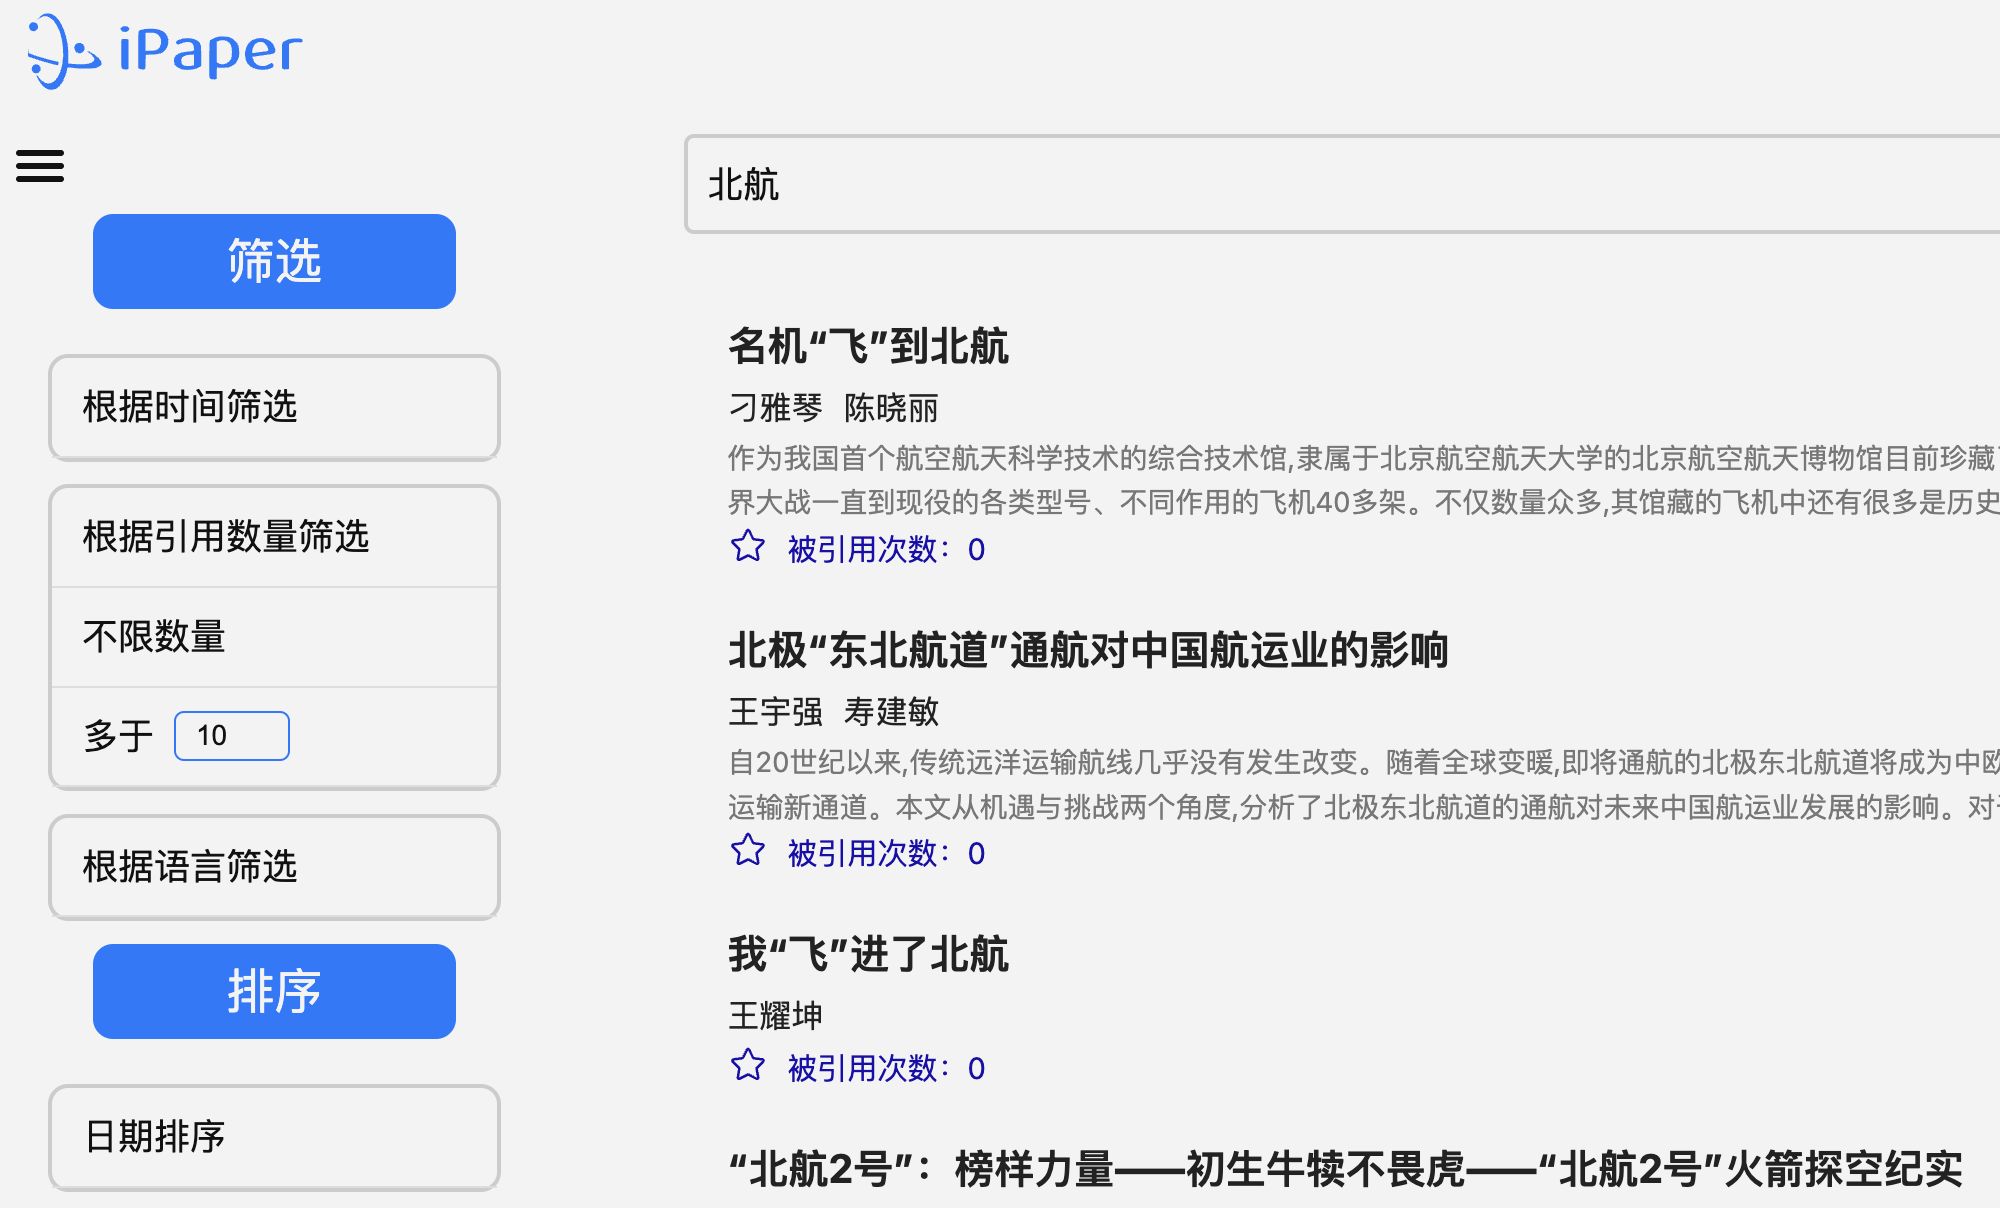 iPaper
北航
筛选
根据时间筛选
根据引用数量筛选
不限数量
多于 10
根据语言筛选
排序
日期排序
名机“飞”到北航
刁雅琴 陈晓丽
作为我国首个航空航天科学技术的综合技术馆,隶属于北京航空航天大学的北京航空航天博物馆目前珍藏
界大战一直到现役的各类型号、不同作用的飞机40多架。不仅数量众多,其馆藏的飞机中还有很多是历史
被引用次数：0
北极“东北航道”通航对中国航运业的影响
王宇强 寿建敏
自20世纪以来,传统远洋运输航线几乎没有发生改变。随着全球变暖,即将通航的北极东北航道将成为中欧
运输新通道。本文从机遇与挑战两个角度,分析了北极东北航道的通航对未来中国航运业发展的影响。对
被引用次数：0
我“飞”进了北航
王耀坤
被引用次数：0
“北航2号”：榜样力量——初生牛犊不畏虎——“北航2号”火箭探空纪实